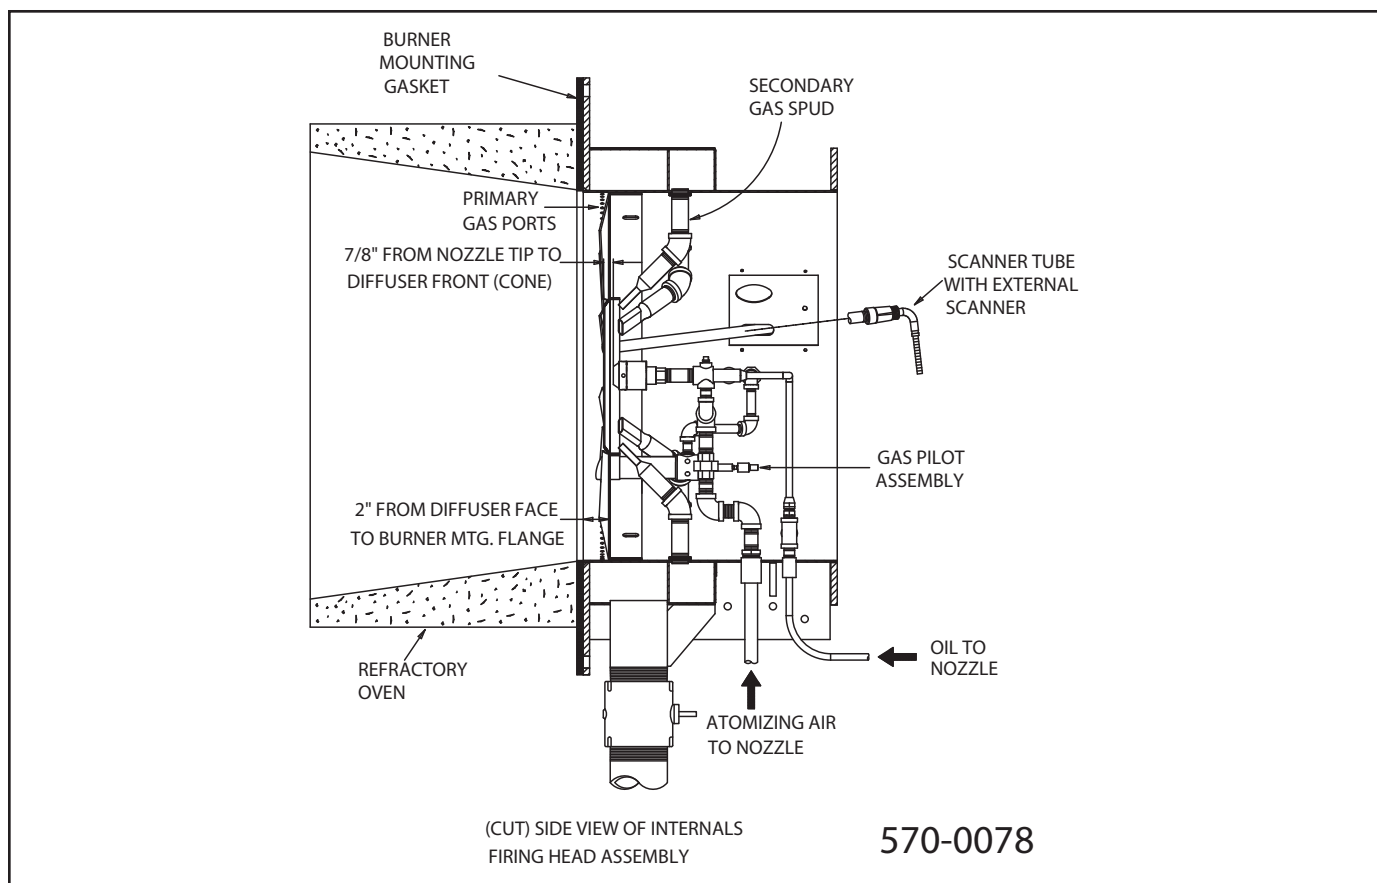 BURNER
MOUNTING
GASKET
SECONDARY
GAS SPUD
PRIMARY
GAS PORTS
7/8" FROM NOZZLE TIP TO
DIFFUSER FRONT (CONE)
SCANNER TUBE
WITH EXTERNAL
SCANNER
GAS PILOT
ASSEMBLY
2" FROM DIFFUSER FACE
TO BURNER MTG. FLANGE
REFRACTORY
OVEN
OIL TO
NOZZLE
ATOMIZING AIR
TO NOZZLE
(CUT) SIDE VIEW OF INTERNALS
FIRING HEAD ASSEMBLY
570-0078